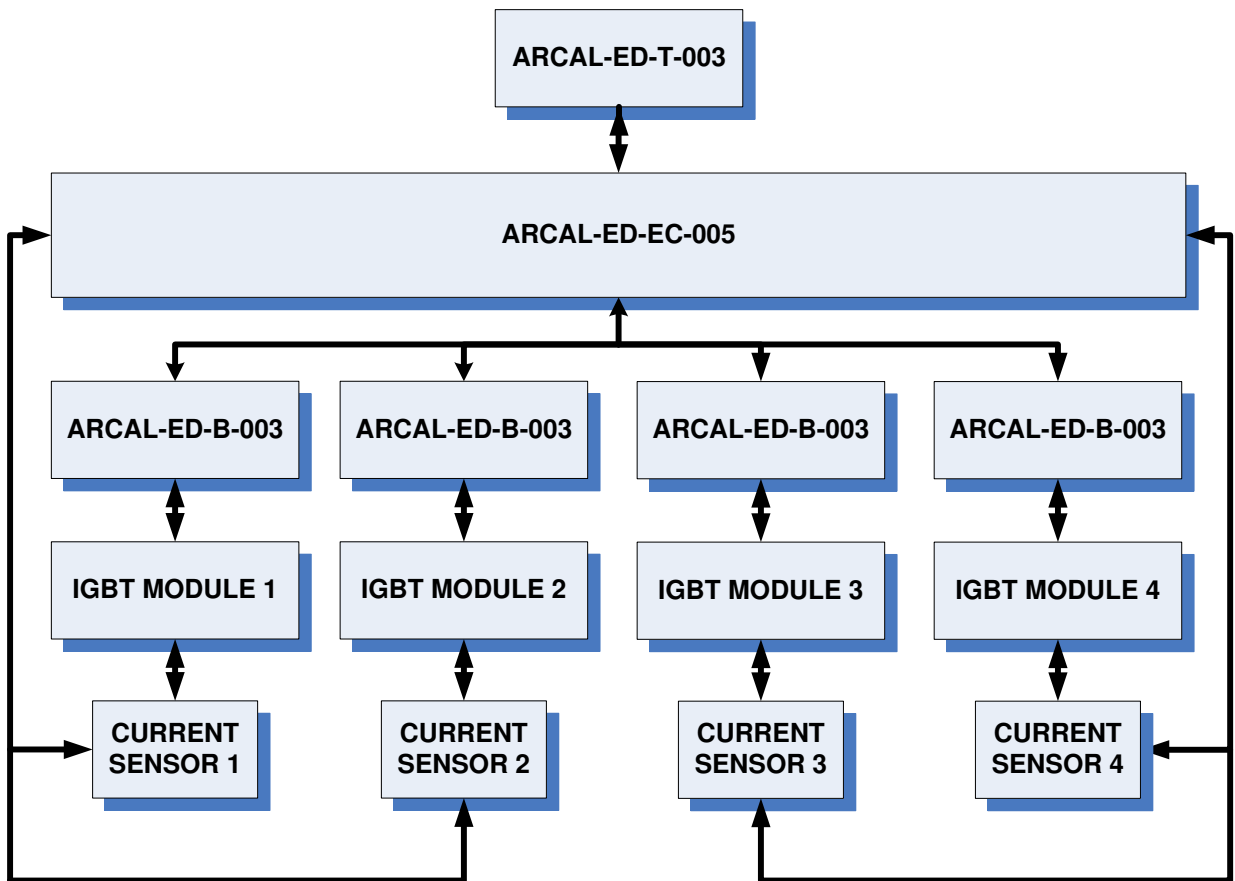 ARCAL-ED-T-003
ARCAL-ED-EC-005
ARCAL-ED-B-003
ARCAL-ED-B-003
ARCAL-ED-B-003
ARCAL-ED-B-003
IGBT MODULE 1
IGBT MODULE 2
IGBT MODULE 3
IGBT MODULE 4
CURRENT
SENSOR 1
CURRENT
SENSOR 2
CURRENT
SENSOR 3
CURRENT
SENSOR 4